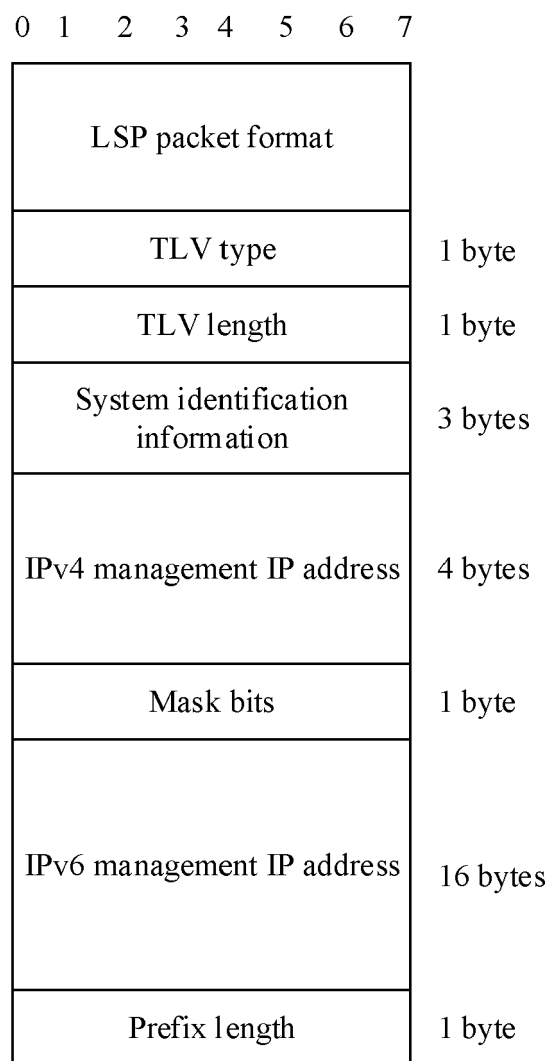 0 1 2 3 4 5 6 7
LSP packet format
TLV type 1 byte
TLV length 1 byte
System identification
information
3 bytes
IPv4 management IP address 4 bytes
Mask bits 1 byte
IPv6 management IP address
16 bytes
Prefix length 1 byte